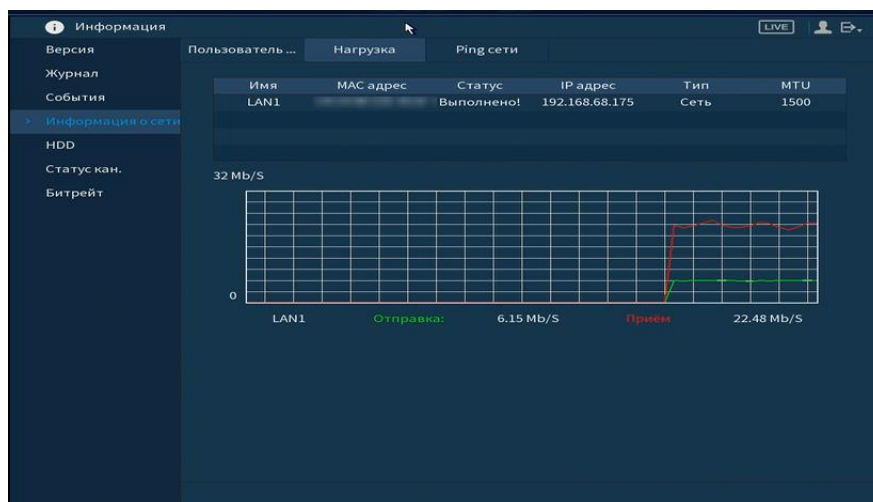 Информация
LIVE
Версия
Журнал
События
Информация о сети
HDD
Статус кан.
Битрейт
Пользователь ... Нагрузка Ping сети
Имя MAC адрес Статус IP адрес Тип MTU
LAN1 Выполнено! 192.168.68.175 Сеть 1500
32 Mb/S
0
LAN1 Отправка: 6.15 Mb/S Приём 22.48 Mb/S